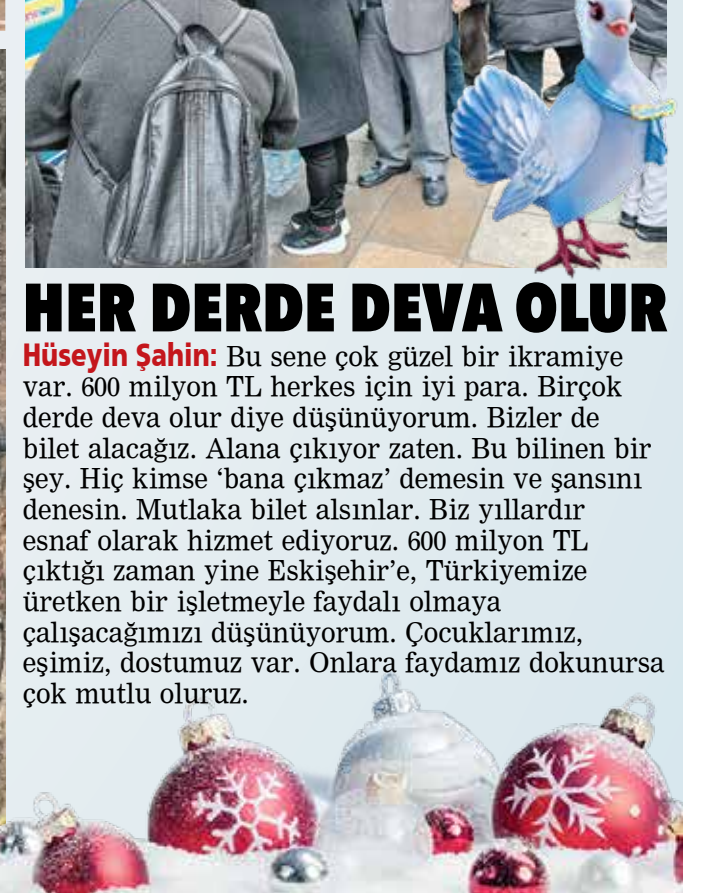 HER DERDE DEVA OLUR
Hüseyin Şahin: Bu sene çok güzel bir ikramiye
var. 600 milyon TL herkes için iyi para. Birçok
derde deva olur diye düşünüyorum. Bizler de
bilet alacağız. Alana çıkıyor zaten. Bu bilinen bir
şey. Hiç kimse ‘bana çıkmaz’ demesin ve şansını
denesin. Mutlaka bilet alsınlar. Biz yıllardır
esnaf olarak hizmet ediyoruz. 600 milyon TL
çıktığı zaman yine Eskişehir’e, Türkiyemize
üretken bir işletmeyle faydalı olmaya
çalışacağımızı düşünüyorum. Çocuklarımız,
eşimiz, dostumuz var. Onlara faydamız dokunursa
çok mutlu oluruz.